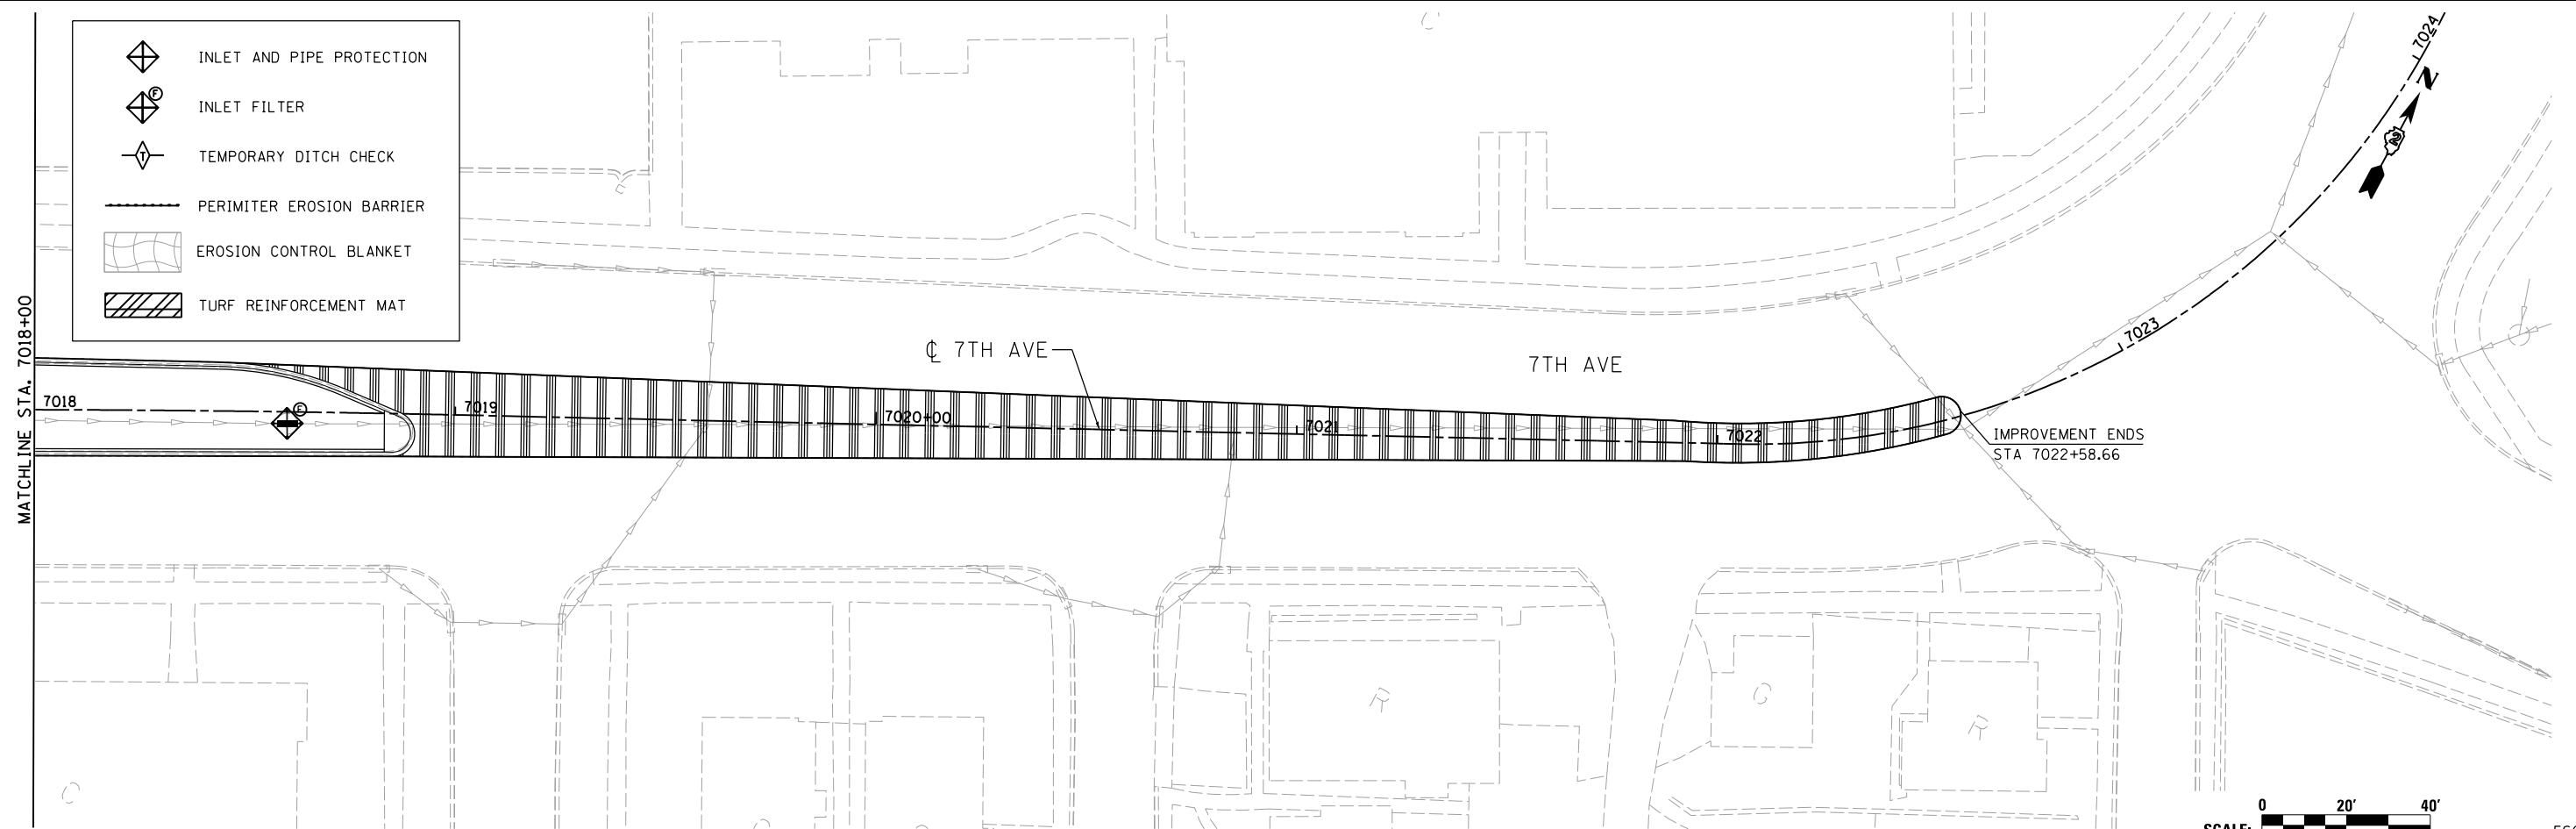 INLET AND PIPE PROTECTION
F
INLET FILTER
T
TEMPORARY DITCH CHECK
PERIMITER EROSION BARRIER
EROSION CONTROL BLANKET
TURF REINFORCEMENT MAT
MATCHLINE STA. 7018+00
C
7024
N
F
℄ 7TH AVE
7TH AVE
7023
C
7018
F
7019
7020+00
7021
7022
IMPROVEMENT ENDS
STA 7022+58.66
R
C
R
C
C
C
0 20' 40'
SCALE: